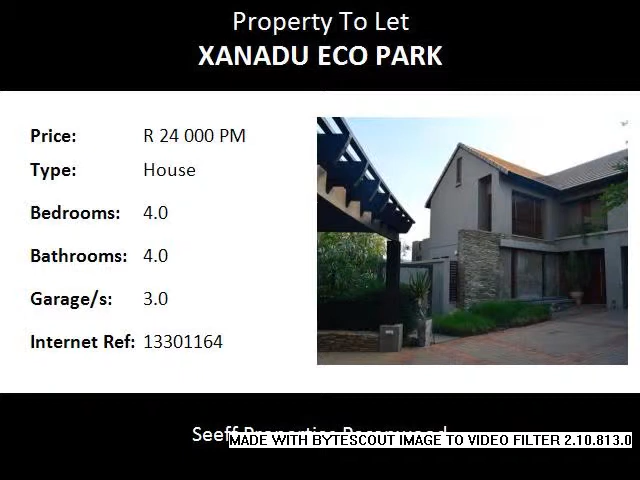 Property To Let
XANADU ECO PARK
Price: R 24 000 PM
Type: House
Bedrooms: 4.0
Bathrooms: 4.0
Garage/s: 3.0
Internet Ref: 13301164
Seeff Properties
MADE WITH BYTESCOUT IMAGE TO VIDEO FILTER 2.10.813.0